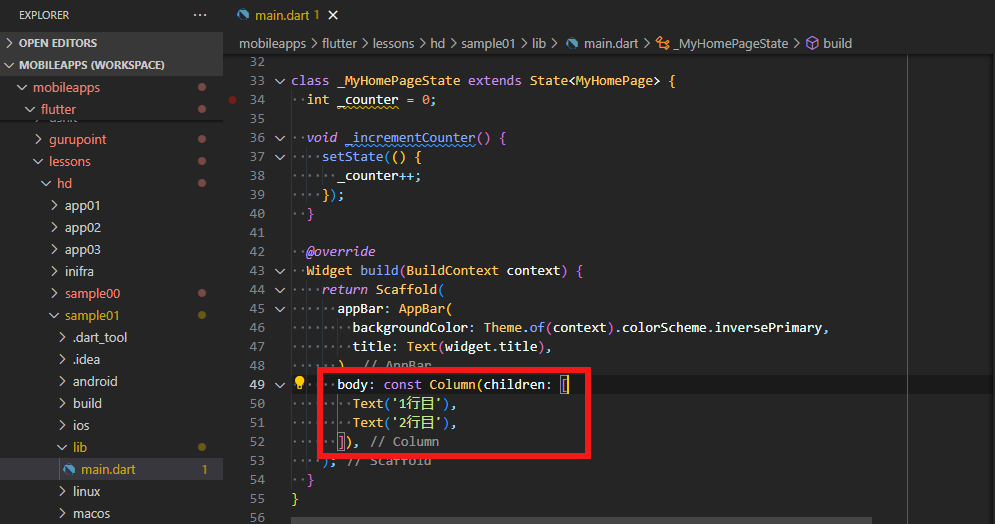 EXPLORER ...
OPEN EDITORS
MOBILEAPPS (WORKSPACE)
mobileapps
flutter
gurupoint
lessons
hd
app01
app02
app03
inifra
sample00
sample01
.dart_tool
.idea
android
build
ios
lib
main.dart 1
linux
macos
main.dart 1 ×
mobileapps > flutter > lessons > hd > sample01 > lib > main.dart > _MyHomePageState > build
32
33 class _MyHomePageState extends State<MyHomePage> {
34 int _counter = 0;
35
36 void _incrementCounter() {
37 setState(() {
38 _counter++;
39 });
40 }
41
42 @override
43 Widget build(BuildContext context) {
44 return Scaffold(
45 appBar: AppBar(
46 backgroundColor: Theme.of(context).colorScheme.inversePrimary,
47 title: Text(widget.title),
48 ), // AppBar
49 body: const Column(children: [
50 Text('1行目'),
51 Text('2行目'),
52 ]), // Column
53 ); // Scaffold
54 }
55 }
56